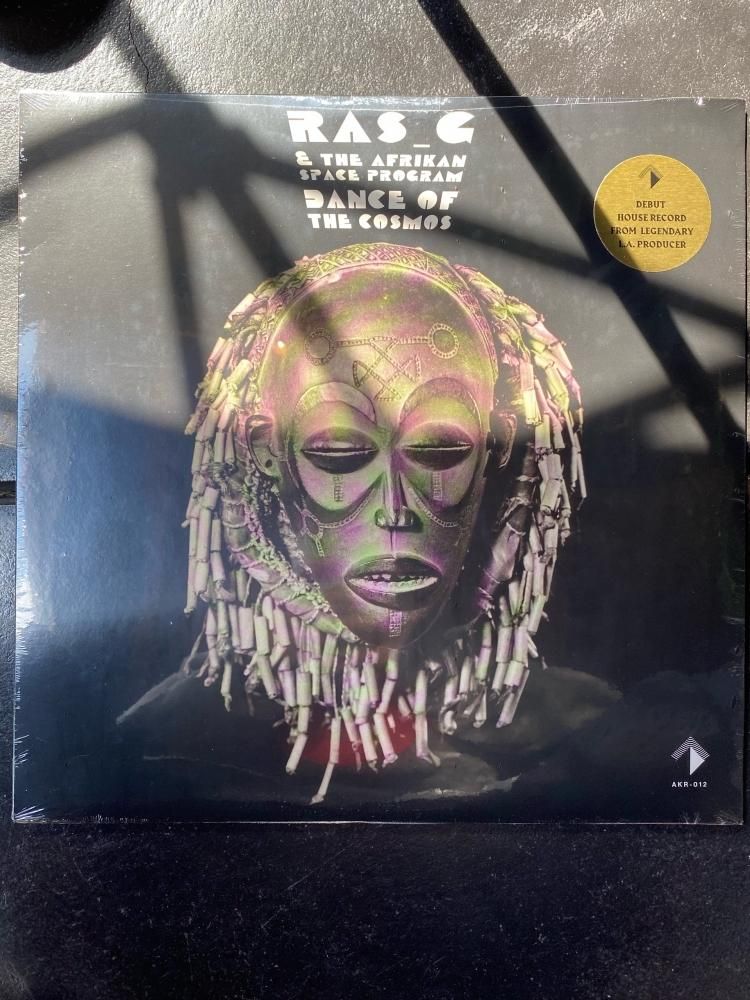 RAS_G
& THE AFRIKAN
SPACE PROGRAM
DANCE OF
THE COSMOS
DEBUT
HOUSE RECORD
FROM LEGENDARY
L.A. PRODUCER
AKR-012